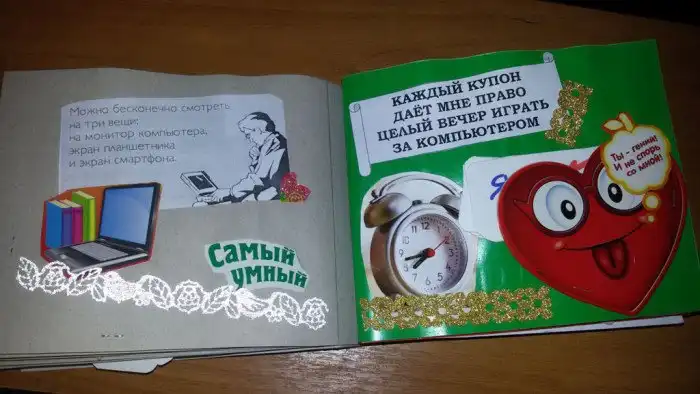 Можно бесконечно смотреть
на три вещи:
на монитор компьютера,
экран планшетника
и экран смартфона.
Самый
умный
КАЖДЫЙ КУПОН
ДАЁТ МНЕ ПРАВО
ЦЕЛЫЙ ВЕЧЕР ИГРАТЬ
ЗА КОМПЬЮТЕРОМ
Я
Ты - гений!
И не спорь
со мной!